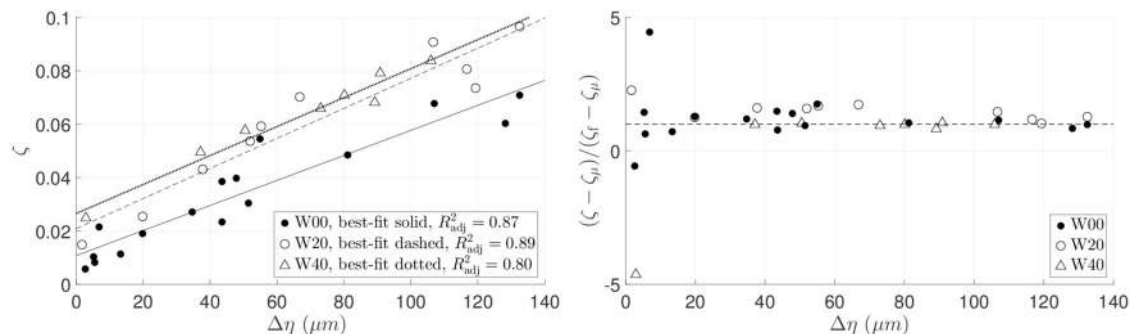 0.1
0.08
0.06
0.04
0.02
0
ζ
0 20 40 60 80 100 120 140
Δη (μm)
W00, best-fit solid, R²adj = 0.87
W20, best-fit dashed, R²adj = 0.89
W40, best-fit dotted, R²adj = 0.80
5
0
-5
(ζ − ζμ)/(ζf − ζμ)
0 20 40 60 80 100 120 140
Δη (μm)
W00
W20
W40